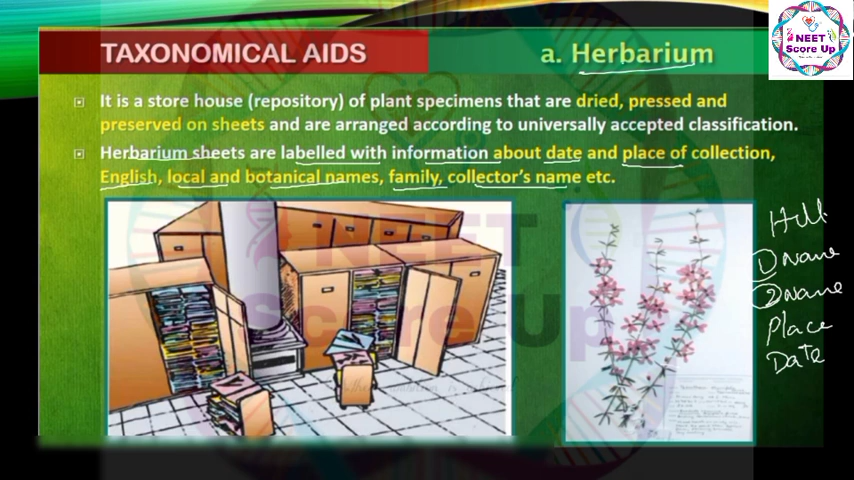 NEET
Score Up
TAXONOMICAL AIDS
a. Herbarium
It is a store house (repository) of plant specimens that are dried, pressed and
preserved on sheets and are arranged according to universally accepted classification.
Herbarium sheets are labelled with information about date and place of collection,
English, local and botanical names, family, collector's name etc.
NEET
Score Up
① Name
② Name
Place
Date